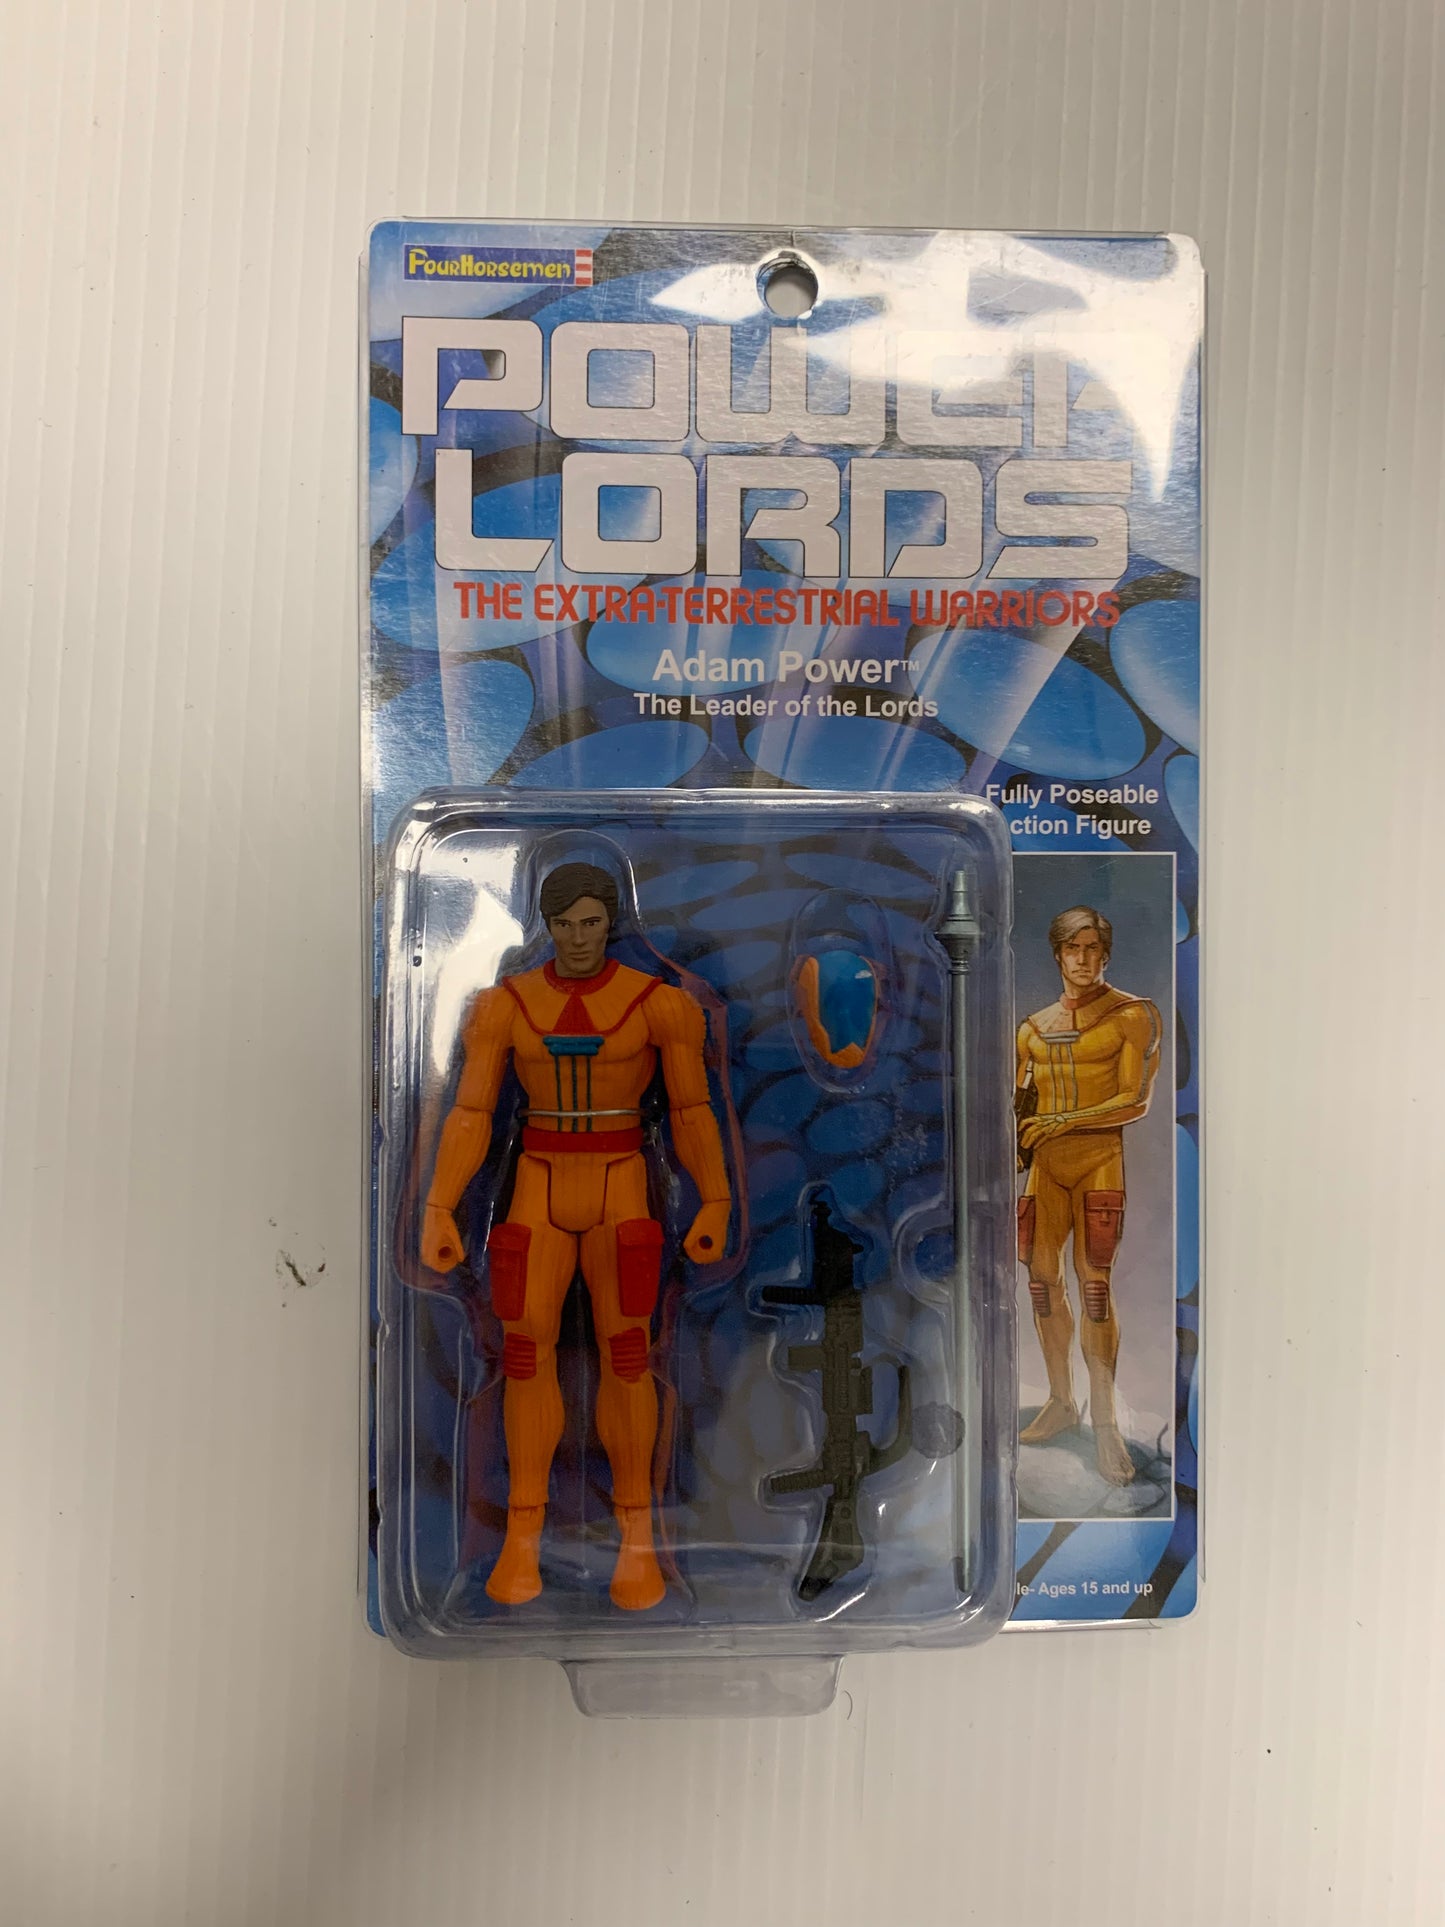 FourHorsemen
POWER
LORDS
THE EXTRA-TERRESTRIAL WARRIORS
Adam Power™
The Leader of the Lords
Fully Poseable
ction Figure
le- Ages 15 and up